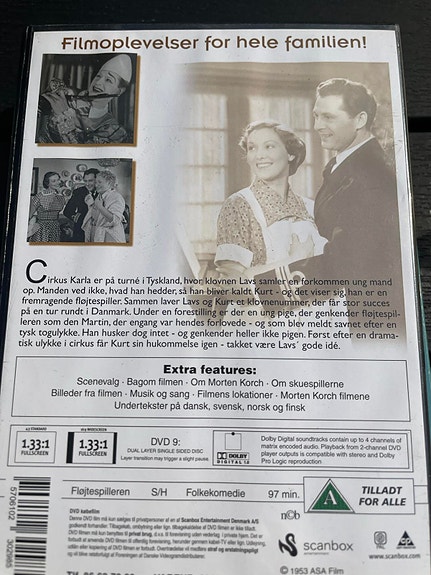 Filmoplevelser for hele familien!
Cirkus Karla er på turné i Tyskland, hvor klovnen Lavs samler en forkommen ung mand
op. Manden ved ikke, hvad han hedder, så han bliver kaldt Kurt - og det viser sig, han er en
fremragende fløjtespiller. Sammen laver Lavs og Kurt et klovnenummer, der får stor succes
på en tur rundt i Danmark. Under en forestilling er der en ung pige, der genkender fløjtespil-
leren som den Martin, der engang var hendes forlovede - og som blev meldt savnet efter en
tysk togulykke. Han husker dog intet - og genkender heller ikke pigen. Først efter en drama-
tisk ulykke i cirkus får Kurt sin hukommelse igen - takket være Lavs´ gode idé.
Extra features:
Scenevalg · Bagom filmen · Om Morten Korch · Om skuespillerne
Billeder fra filmen · Musik og sang · Filmens lokationer · Morten Korch filmene
Undertekster på dansk, svensk, norsk og finsk
1.33:1
FULLSCREEN
1.33:1
FULLSCREEN
DVD 9:
DUAL LAYER SINGLE SIDED DISC
Layer transition may trigger a slight pause.
DOLBY
DIGITAL 1.0
Dolby Digital soundtracks contain up to 4 channels of
matrix encoded audio. Playback from 2-channel DVD
player outputs is compatible with stereo and Dolby
Pro Logic reproduction.
Fløjtespilleren S/H Folkekomedie 97 min.
A
TILLADT
FOR ALLE
DVD købefilm
scanbox
www.scanbox.com
© 1953 ASA Film
5 706102 302985